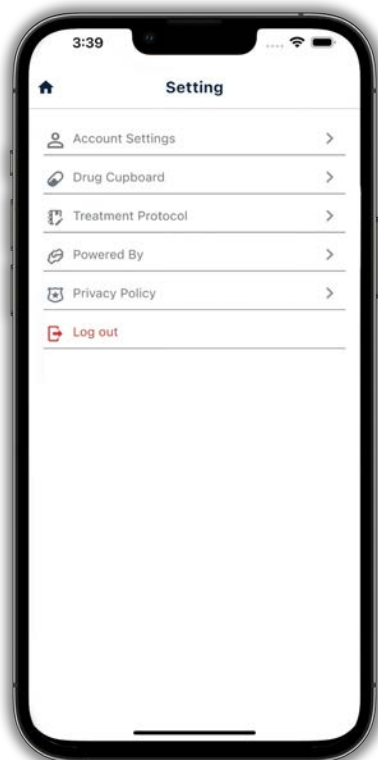 3:39
Setting
Account Settings
Drug Cupboard
Treatment Protocol
Powered By
Privacy Policy
Log out